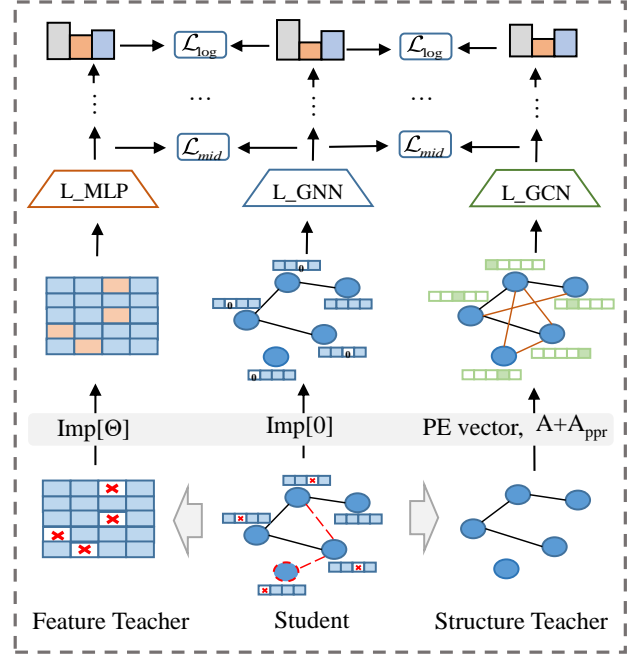 𝓛log 𝓛log
⋮ ... ⋮ ... ⋮
𝓛mid 𝓛mid
L_MLP L_GNN L_GCN
0
0
0
0
Imp[Θ] Imp[0] PE vector, A+Appr
Feature Teacher Student Structure Teacher